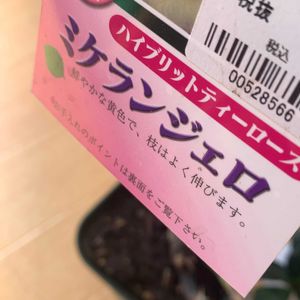 税抜
税込
00528566
ハイブリットティーローズ
ミケランジェロ
鮮やかな黄色で、枝はよく伸びます。
お手入れのポイントは裏面をご覧下さい。